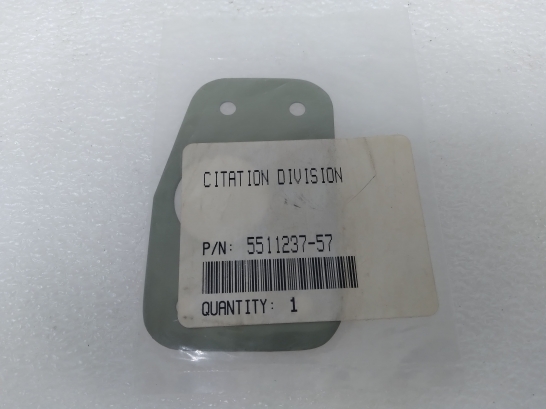 CITATION DIVISION
P/N: 5511237-57
QUANTITY: 1